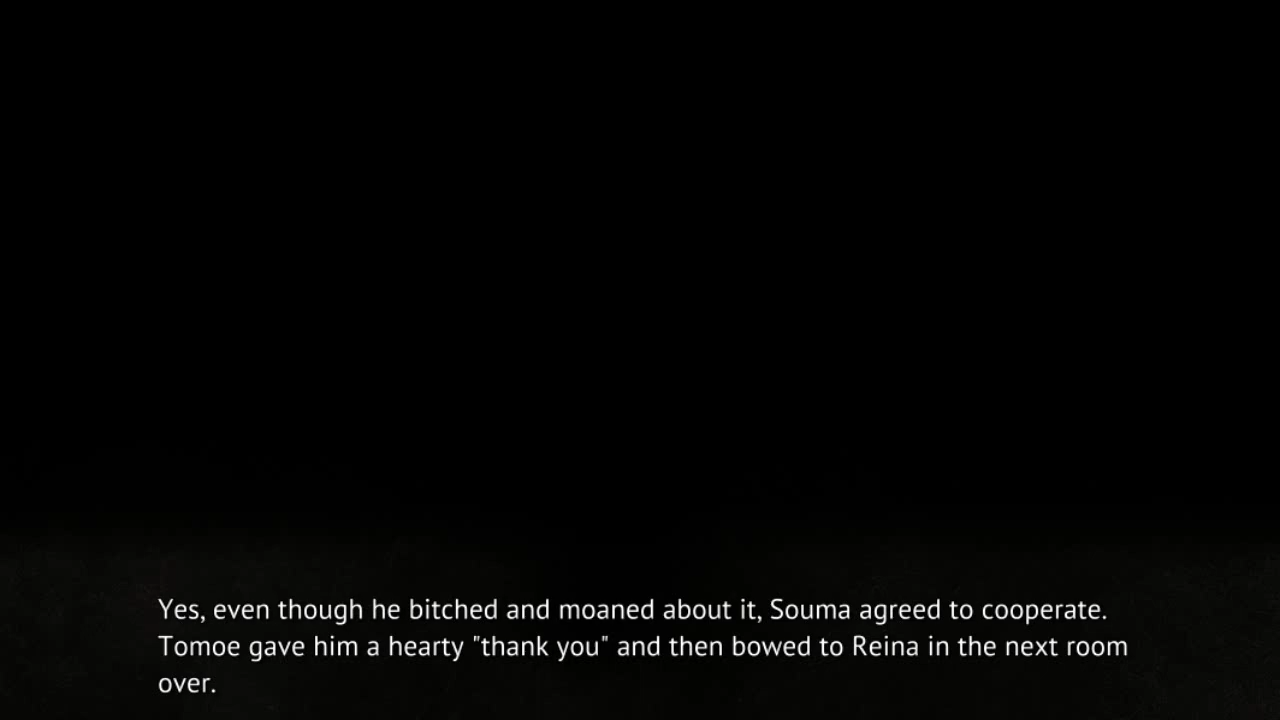 Yes, even though he bitched and moaned about it, Souma agreed to cooperate.
Tomoe gave him a hearty "thank you" and then bowed to Reina in the next room
over.